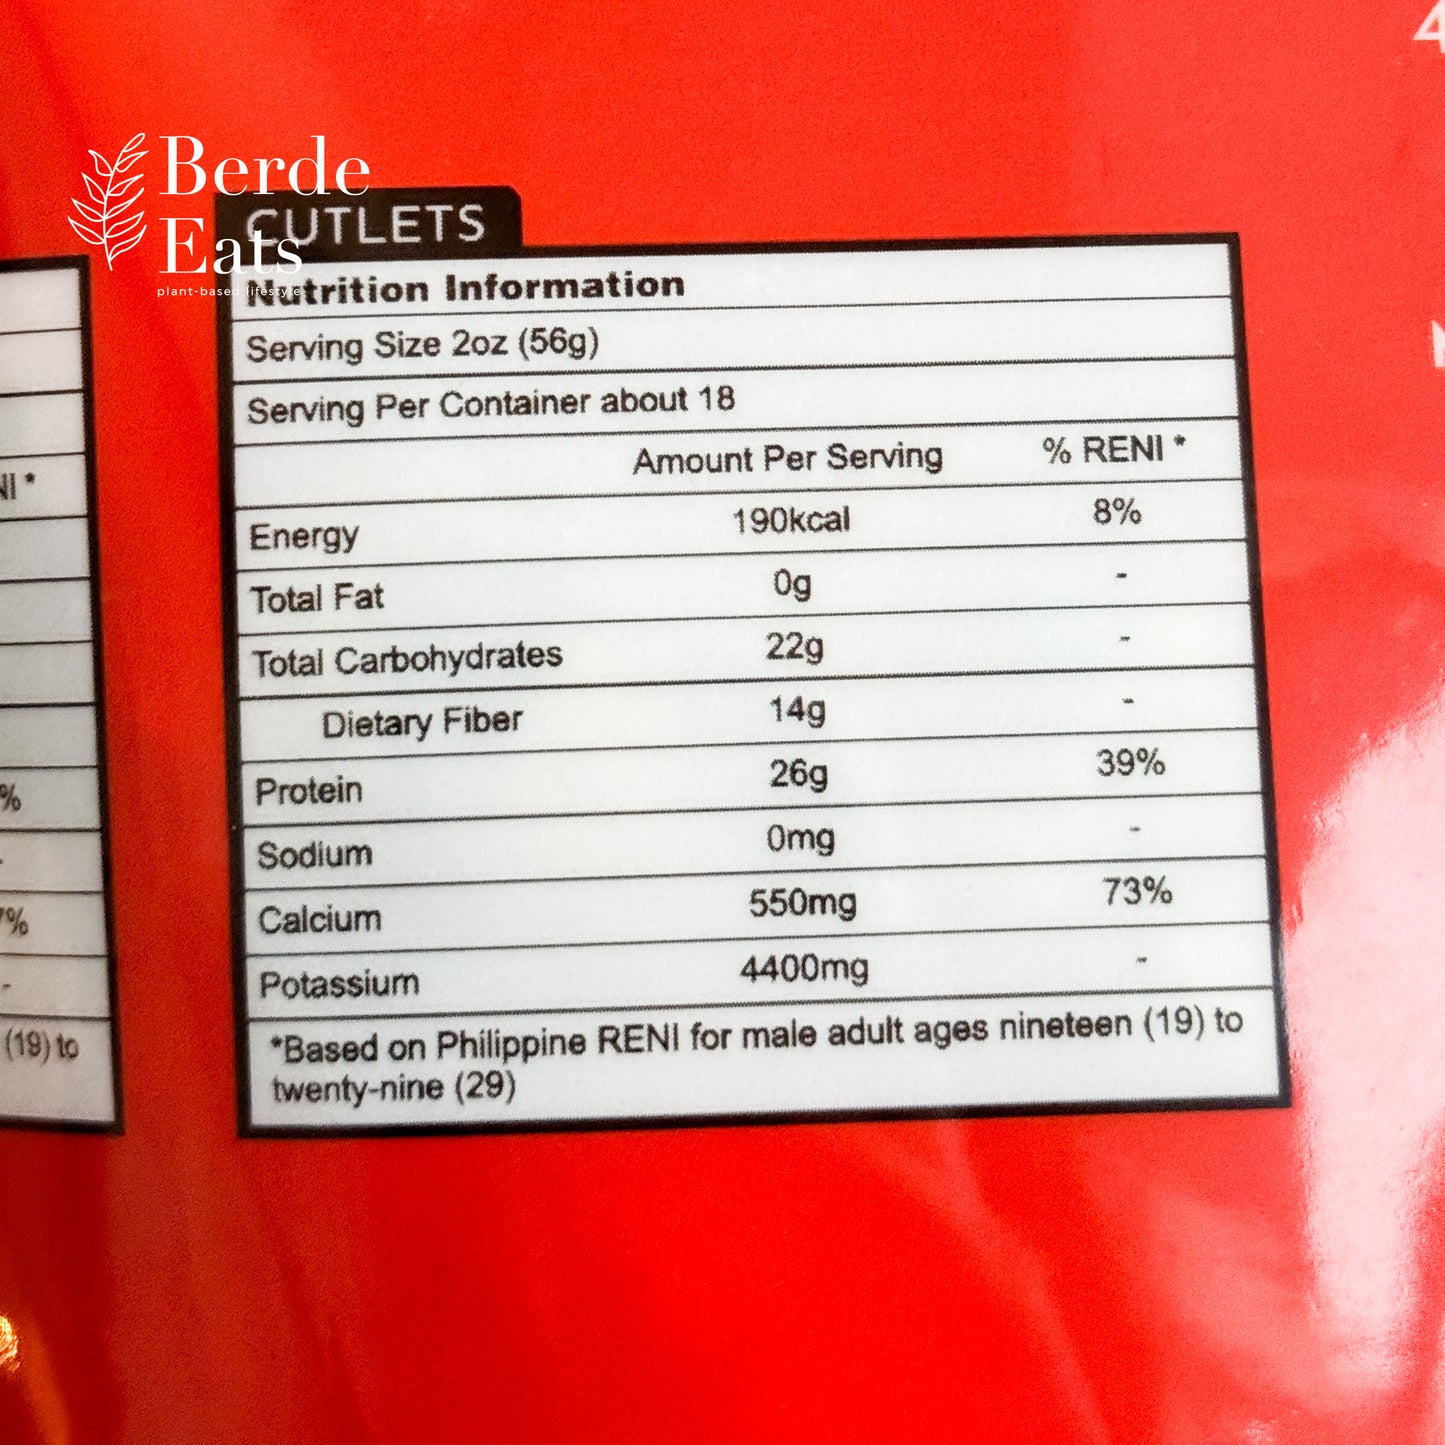 Berde
Eats
plant-based lifestyle
CUTLETS
Nutrition Information
Serving Size 2oz (56g)
Serving Per Container about 18
Amount Per Serving % RENI *
Energy 190kcal 8%
Total Fat 0g -
Total Carbohydrates 22g -
Dietary Fiber 14g -
Protein 26g 39%
Sodium 0mg -
Calcium 550mg 73%
Potassium 4400mg -
*Based on Philippine RENI for male adult ages nineteen (19) to
twenty-nine (29)
%
-
%
-
(19) to